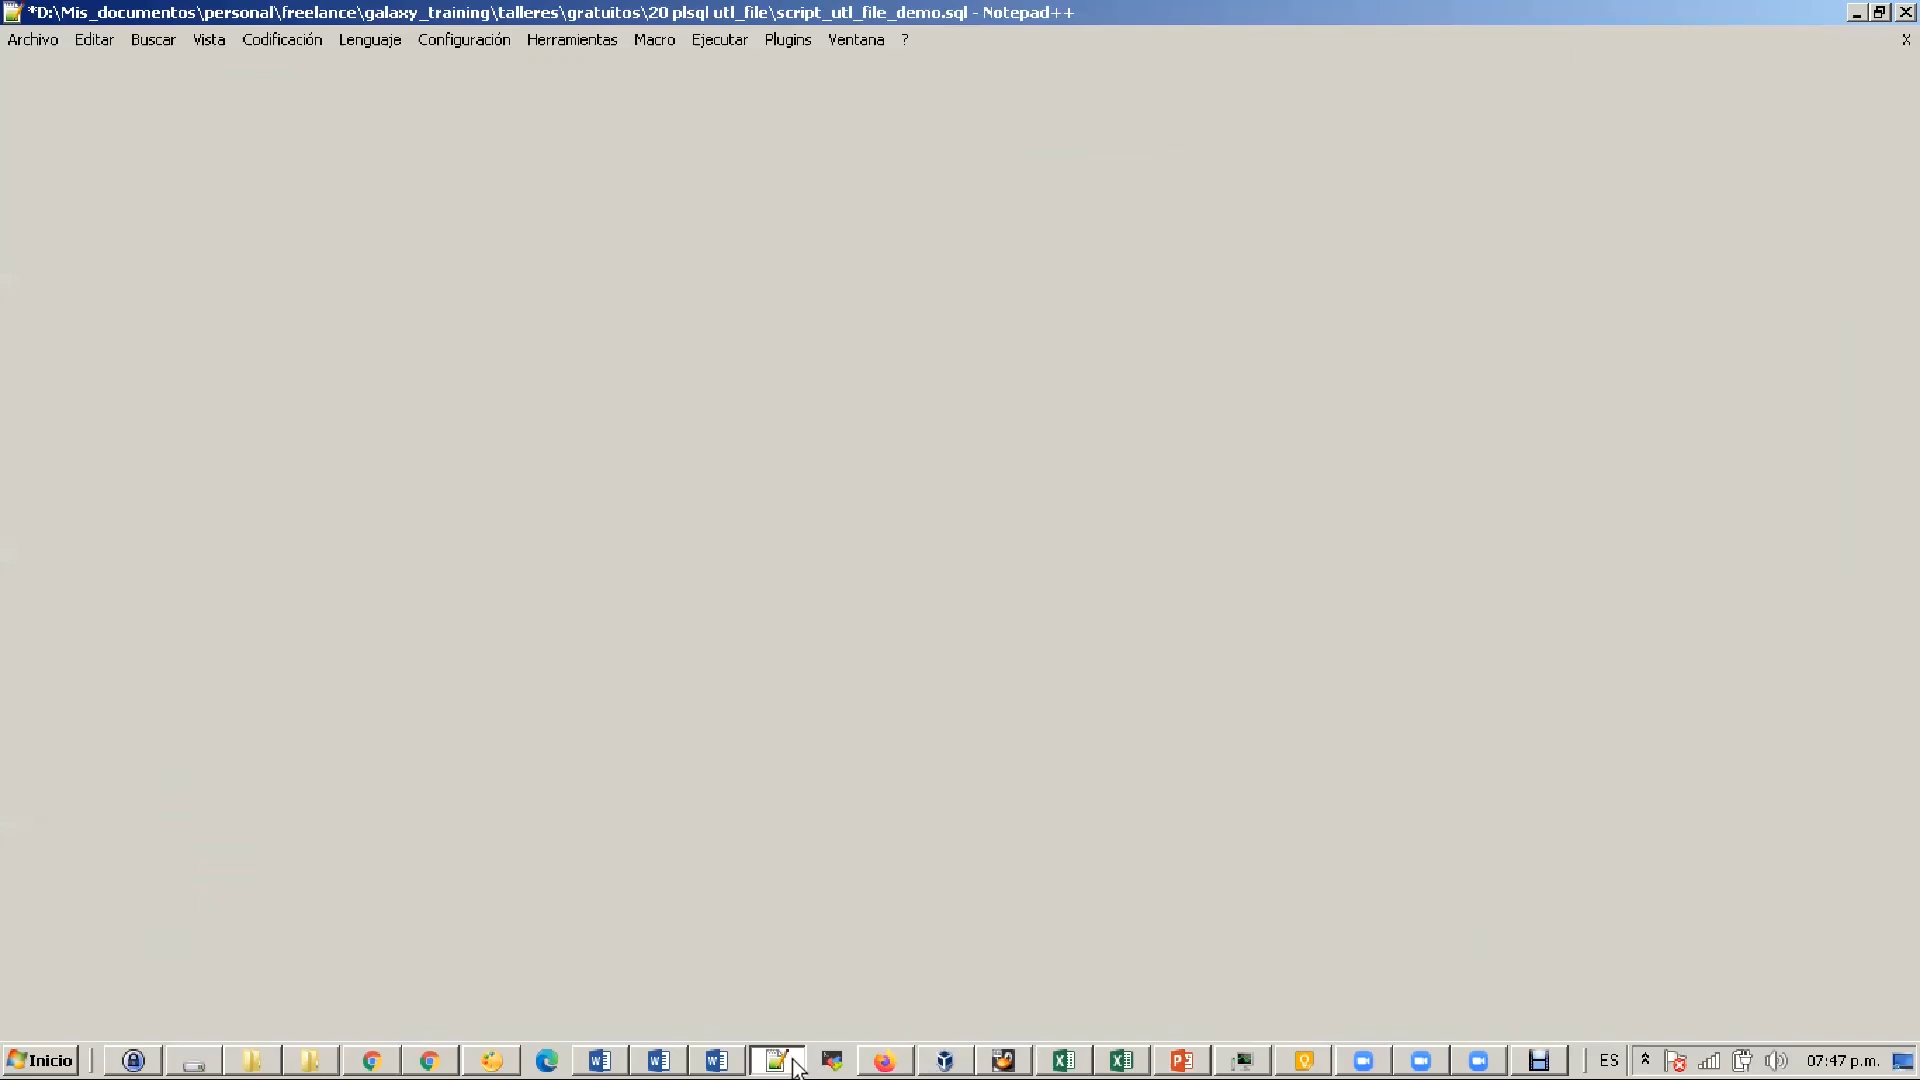 *D:\Mis_documentos\personal\freelance\galaxy_training\talleres\gratuitos\20 plsql utl_file\script_utl_file_demo.sql - Notepad++
Archivo Editar Buscar Vista Codificación Lenguaje Configuración Herramientas Macro Ejecutar Plugins Ventana ? X
Inicio ES 07:47 p.m.